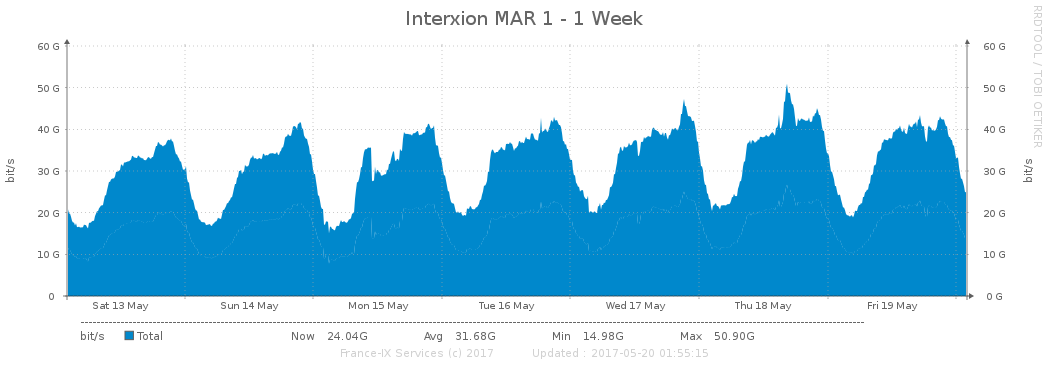 Interxion MAR 1 - 1 Week
RRDTOOL / TOBI OETIKER
60 G 60 G
50 G 50 G
40 G 40 G
30 G 30 G
20 G 20 G
10 G 10 G
0 0 G
bit/s
bit/s
Sat 13 May Sun 14 May Mon 15 May Tue 16 May Wed 17 May Thu 18 May Fri 19 May
bit/s Total Now 24.04G Avg 31.68G Min 14.98G Max 50.90G
France-IX Services (c) 2017 Updated : 2017-05-20 01:55:15